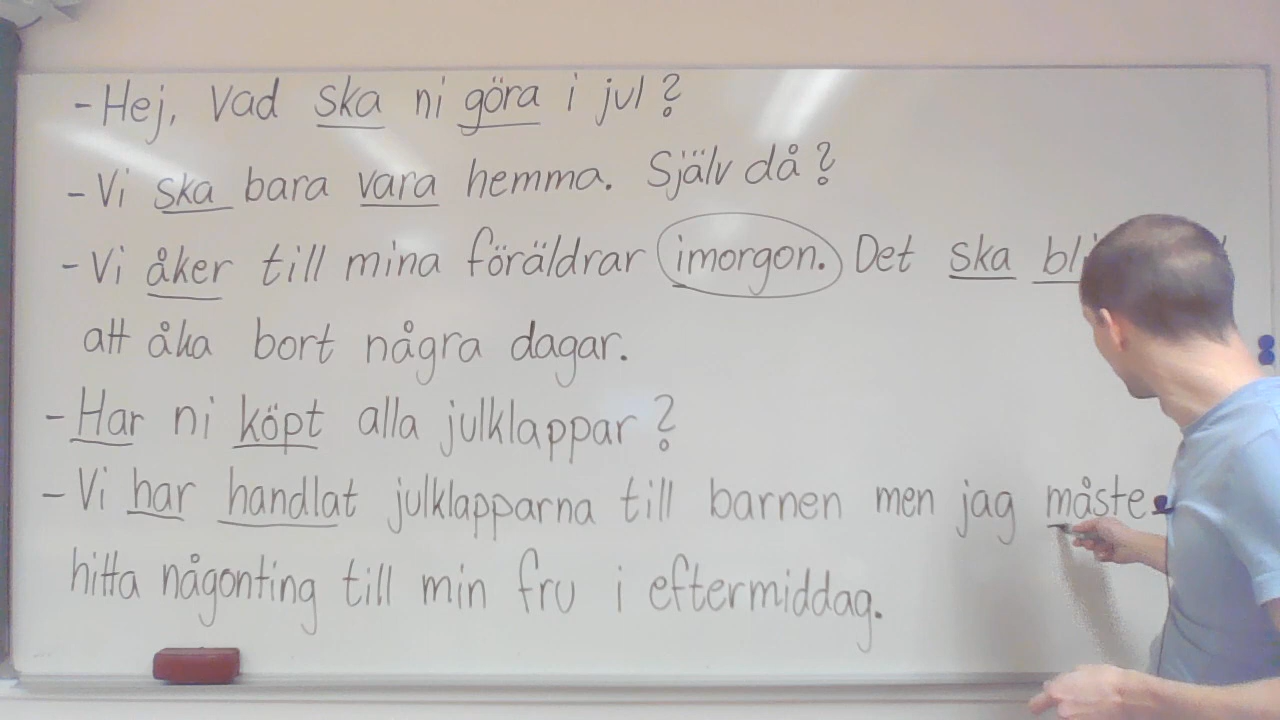 - Hej, Vad ska ni göra i jul?
- Vi ska bara vara hemma. Själv då?
- Vi åker till mina föräldrar imorgon. Det ska bli
att åka bort några dagar.
- Har ni köpt alla julklappar?
- Vi har handlat julklapparna till barnen men jag måste
hitta någonting till min fru i eftermiddag.